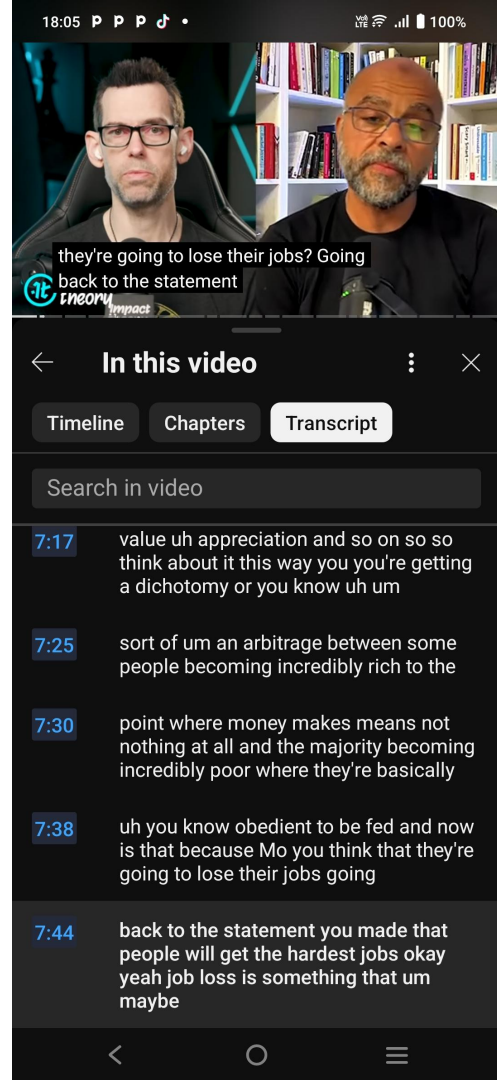 18:05 P P P
Vo) LTE 100%
they're going to lose their jobs? Going
back to the statement
theory
impact
In this video
Timeline Chapters Transcript
Search in video
7:17 value uh appreciation and so on so so
think about it this way you you're getting
a dichotomy or you know uh um
7:25 sort of um an arbitrage between some
people becoming incredibly rich to the
7:30 point where money makes means not
nothing at all and the majority becoming
incredibly poor where they're basically
7:38 uh you know obedient to be fed and now
is that because Mo you think that they're
going to lose their jobs going
7:44 back to the statement you made that
people will get the hardest jobs okay
yeah job loss is something that um
maybe